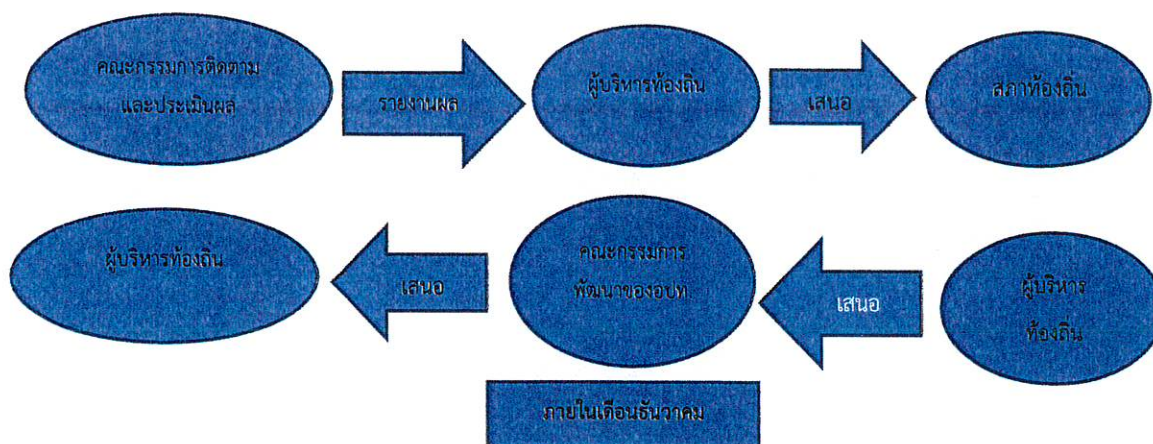 คณะกรรมการติดตาม
และประเมินผล
รายงานผล
ผู้บริหารท้องถิ่น
เสนอ
สภาท้องถิ่น
ผู้บริหารท้องถิ่น
เสนอ
คณะกรรมการ
พัฒนาของอปท.
เสนอ
ผู้บริหาร
ท้องถิ่น
ภายในเดือนธันวาคม